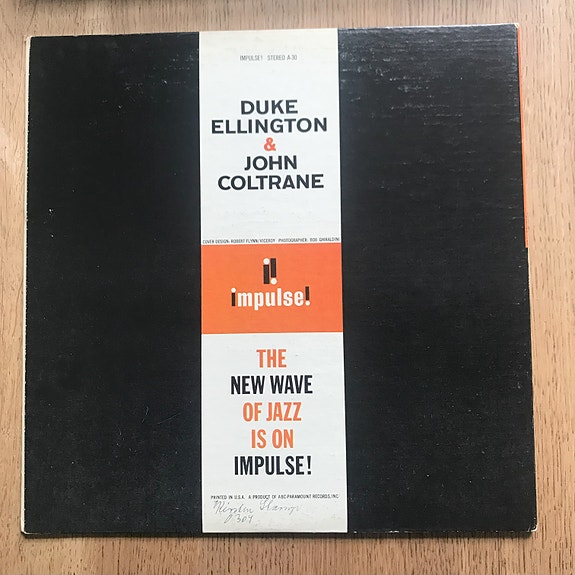 IMPULSE! STEREO A-30
DUKE
ELLINGTON
&
JOHN
COLTRANE
COVER DESIGN: ROBERT FLYNN/VICEROY PHOTOGRAPHER: BOB GHIRALDINI
impulse!
THE
NEW WAVE
OF JAZZ
IS ON
IMPULSE!
PRINTED IN U.S.A. A PRODUCT OF ABC-PARAMOUNT RECORDS, INC.
304